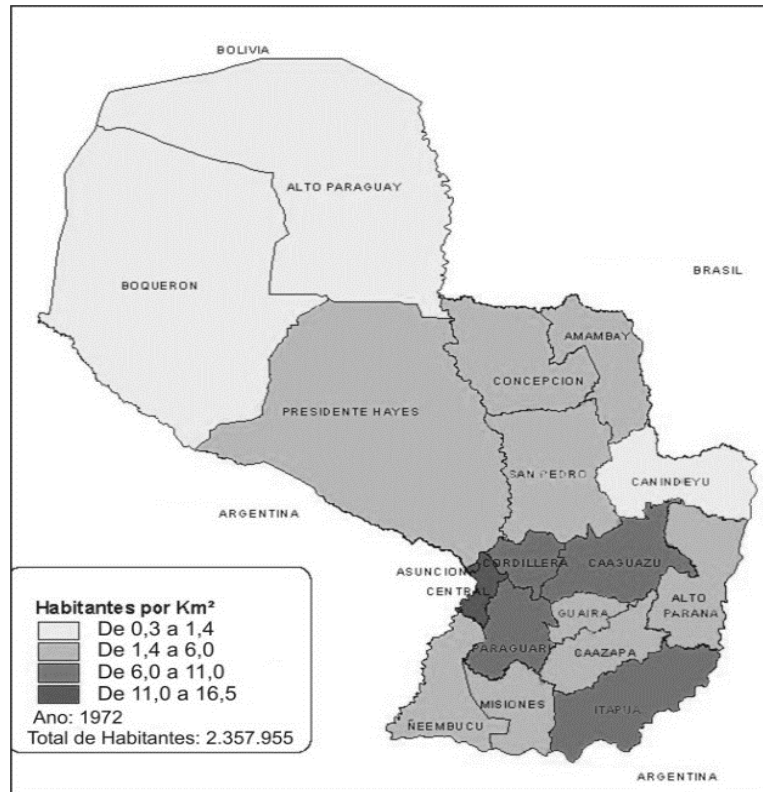 BOLIVIA
ALTO PARAGUAY
BOQUERON
BRASIL
AMAMBAY
CONCEPCION
PRESIDENTE HAYES
SAN PEDRO
CANINDEYU
ARGENTINA
ASUNCION
CORDILLERA
CAAGUAZU
CENTRAL
ALTO
PARANA
GUAIRA
PARAGUARI
CAAZAPA
MISIONES
ITAPUA
ÑEEMBUCU
ARGENTINA
Habitantes por Km²
De 0,3 a 1,4
De 1,4 a 6,0
De 6,0 a 11,0
De 11,0 a 16,5
Ano: 1972
Total de Habitantes: 2.357.955